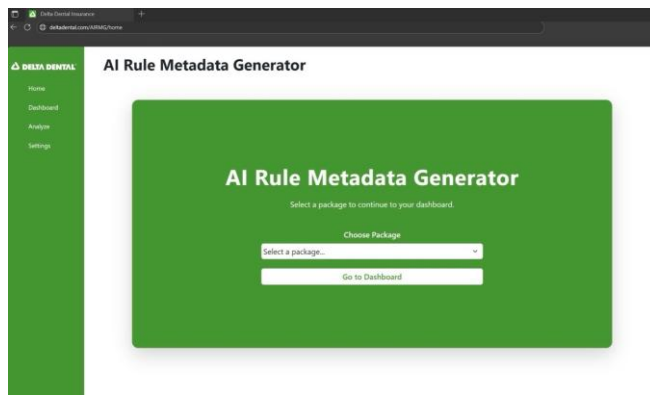 Delta Dental Insurance
deltadental.com/AIRMG/home
DELTA DENTAL
Home
Dashboard
Analyze
Settings
AI Rule Metadata Generator
AI Rule Metadata Generator
Select a package to continue to your dashboard.
Choose Package
Select a package...
Go to Dashboard